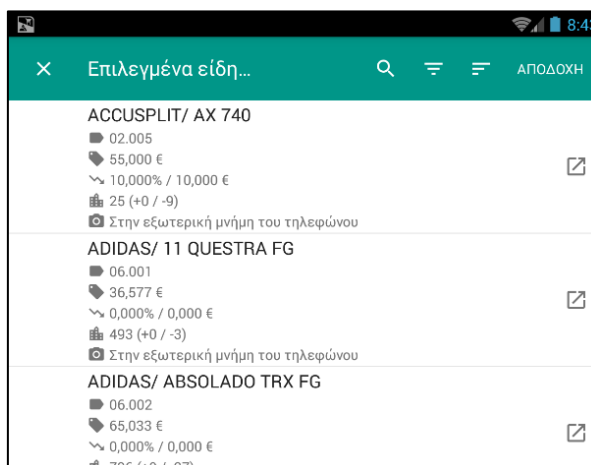 8:43
Επιλεγμένα είδη...
ΑΠΟΔΟΧΗ
ACCUSPLIT/ AX 740
02.005
55,000 €
10,000% / 10,000 €
25 (+0 / -9)
Στην εξωτερική μνήμη του τηλεφώνου
ADIDAS/ 11 QUESTRA FG
06.001
36,577 €
0,000% / 0,000 €
493 (+0 / -3)
Στην εξωτερική μνήμη του τηλεφώνου
ADIDAS/ ABSOLADO TRX FG
06.002
65,033 €
0,000% / 0,000 €